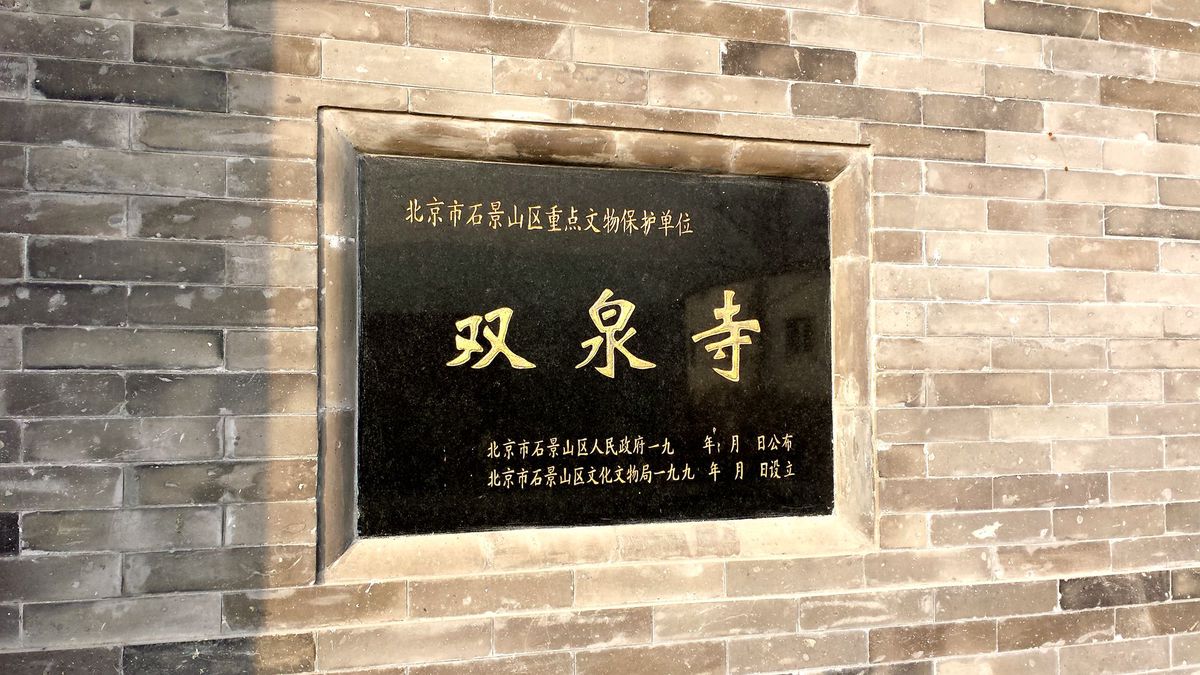 北京市石景山区重点文物保护单位
双泉寺
北京市石景山区人民政府一九 年 月 日公布
北京市石景山区文化文物局一九九 年 月 日设立